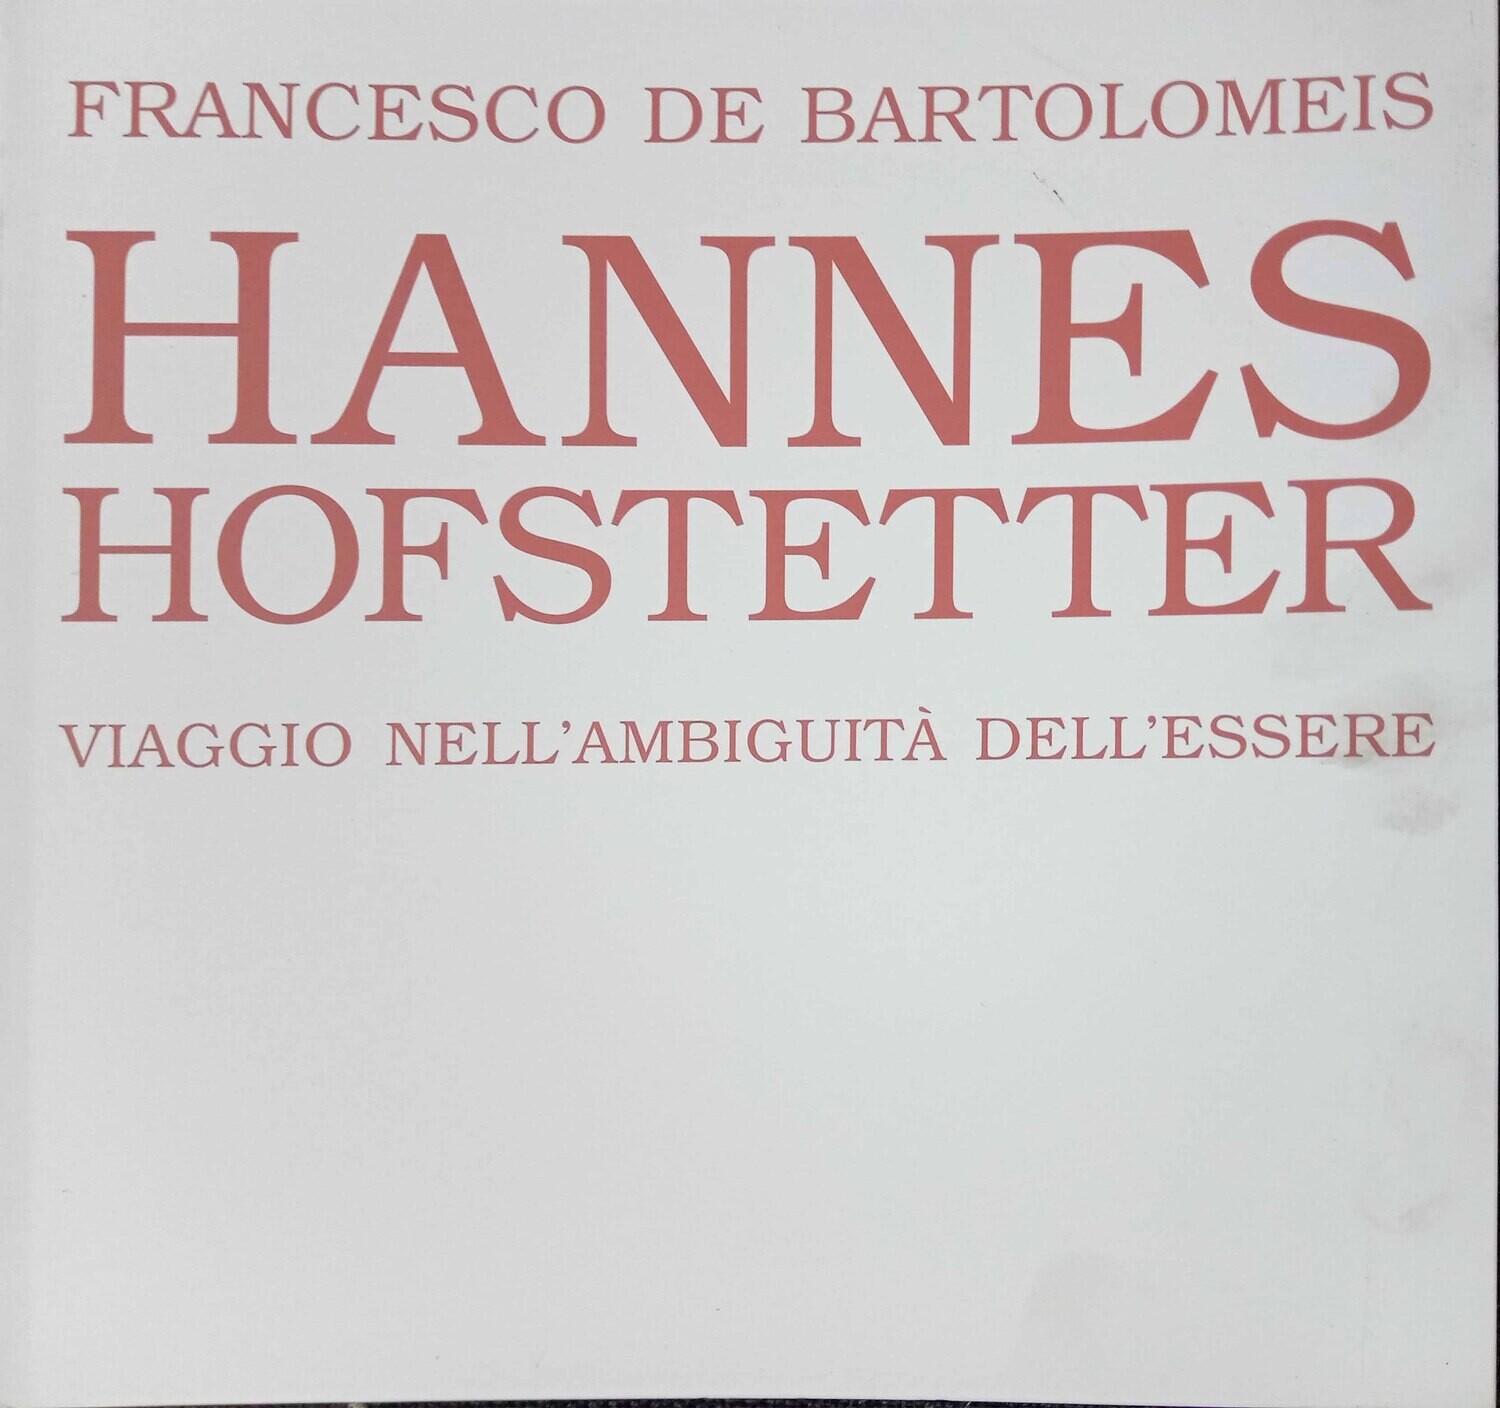 FRANCESCO DE BARTOLOMEIS
HANNES
HOFSTETTER
VIAGGIO NELL'AMBIGUITÀ DELL'ESSERE